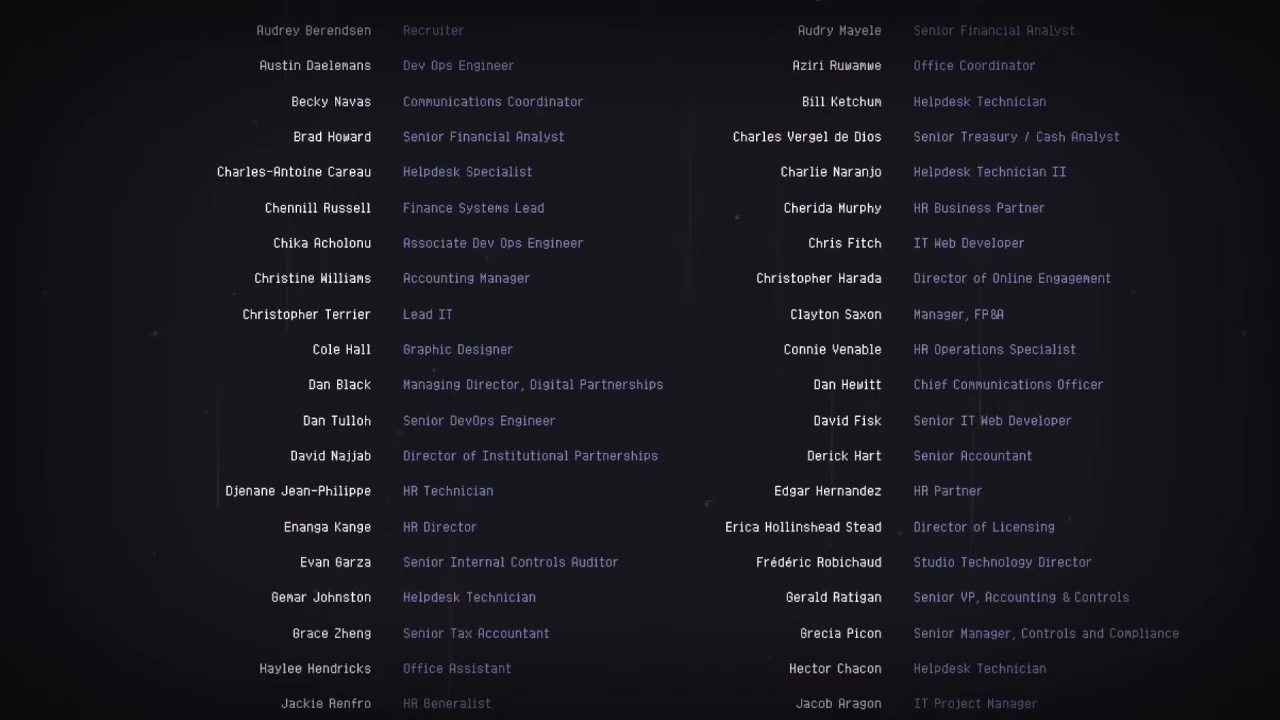 Audrey Berendsen Recruiter Audry Mayele Senior Financial Analyst
Austin Daelemans Dev Ops Engineer Aziri Ruwamwe Office Coordinator
Becky Navas Communications Coordinator Bill Ketchum Helpdesk Technician
Brad Howard Senior Financial Analyst Charles Vergel de Dios Senior Treasury / Cash Analyst
Charles-Antoine Careau Helpdesk Specialist Charlie Naranjo Helpdesk Technician II
Chennill Russell Finance Systems Lead Cherida Murphy HR Business Partner
Chika Acholonu Associate Dev Ops Engineer Chris Fitch IT Web Developer
Christine Williams Accounting Manager Christopher Harada Director of Online Engagement
Christopher Terrier Lead IT Clayton Saxon Manager, FP&A
Cole Hall Graphic Designer Connie Venable HR Operations Specialist
Dan Black Managing Director, Digital Partnerships Dan Hewitt Chief Communications Officer
Dan Tulloh Senior DevOps Engineer David Fisk Senior IT Web Developer
David Najjab Director of Institutional Partnerships Derick Hart Senior Accountant
Djenane Jean-Philippe HR Technician Edgar Hernandez HR Partner
Enanga Kange HR Director Erica Hollinshead Stead Director of Licensing
Evan Garza Senior Internal Controls Auditor Frédéric Robichaud Studio Technology Director
Gemar Johnston Helpdesk Technician Gerald Ratigan Senior VP, Accounting & Controls
Grace Zheng Senior Tax Accountant Grecia Picon Senior Manager, Controls and Compliance
Haylee Hendricks Office Assistant Hector Chacon Helpdesk Technician
Jackie Renfro HR Generalist Jacob Aragon IT Project Manager